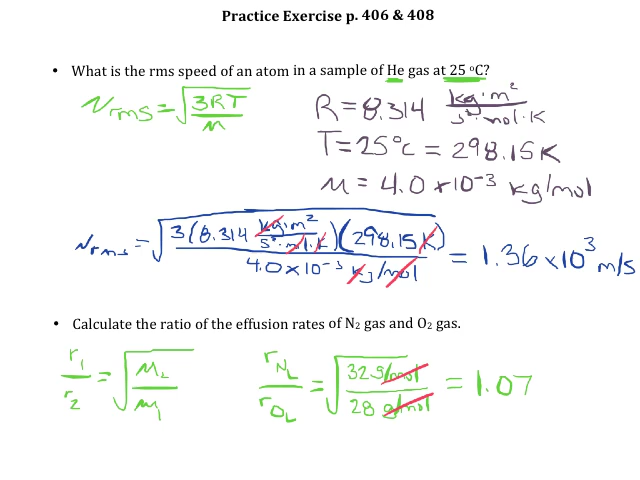 Practice Exercise p. 406 & 408
• What is the rms speed of an atom in a sample of He gas at 25 °C?
Vrms = √(3RT/M)
R = 8.314 kg·m²/s²·mol·K
T = 25°C = 298.15K
M = 4.0 × 10⁻³ kg/mol
Vrms = √(3(8.314 kg·m²/s²·mol·K)(298.15K)/4.0 × 10⁻³ kg/mol) = 1.36 × 10³ m/s
• Calculate the ratio of the effusion rates of N₂ gas and O₂ gas.
r₁/r₂ = √(M₂/M₁)
rN₂/rO₂ = √(32 g/mol/28 g/mol) = 1.07